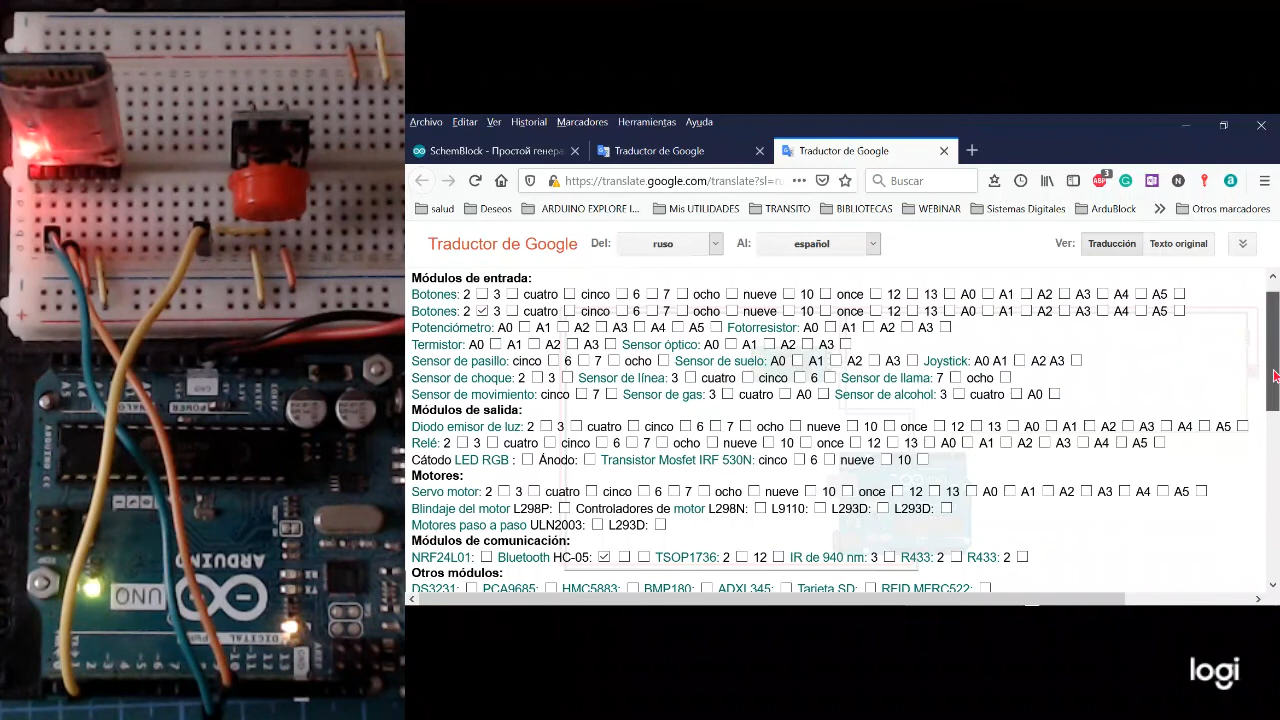 Archivo Editar Ver Historial Marcadores Herramientas Ayuda
SchemBlock - Простой генера
Traductor de Google
Traductor de Google
https://translate.google.com/translate?sl=ru
Buscar
ABP 3
salud Deseos ARDUINO EXPLORE I... Mis UTILIDADES TRANSITO BIBLIOTECAS WEBINAR Sistemas Digitales ArduBlock Otros marcadores
Traductor de Google Del: ruso Al: español Ver: Traducción Texto original
Módulos de entrada:
Botones: 2 3 cuatro cinco 6 7 ocho nueve 10 once 12 13 A0 A1 A2 A3 A4 A5
Botones: 2 3 cuatro cinco 6 7 ocho nueve 10 once 12 13 A0 A1 A2 A3 A4 A5
Potenciómetro: A0 A1 A2 A3 A4 A5 Fotorresistor: A0 A1 A2 A3
Termistor: A0 A1 A2 A3 Sensor óptico: A0 A1 A2 A3
Sensor de pasillo: cinco 6 7 ocho Sensor de suelo: A0 A1 A2 A3 Joystick: A0 A1 A2 A3
Sensor de choque: 2 3 Sensor de línea: 3 cuatro cinco 6 Sensor de llama: 7 ocho
Sensor de movimiento: cinco 7 Sensor de gas: 3 cuatro A0 Sensor de alcohol: 3 cuatro A0
Módulos de salida:
Diodo emisor de luz: 2 3 cuatro cinco 6 7 ocho nueve 10 once 12 13 A0 A1 A2 A3 A4 A5
Relé: 2 3 cuatro cinco 6 7 ocho nueve 10 once 12 13 A0 A1 A2 A3 A4 A5
Cátodo LED RGB : Ánodo: Transistor Mosfet IRF 530N: cinco 6 nueve 10
Motores:
Servo motor: 2 3 cuatro cinco 6 7 ocho nueve 10 once 12 13 A0 A1 A2 A3 A4 A5
Blindaje del motor L298P: Controladores de motor L298N: L9110: L293D: L293D:
Motores paso a paso ULN2003: L293D:
Módulos de comunicación:
NRF24L01: Bluetooth HC-05: TSOP1736: 2 12 IR de 940 nm: 3 R433: 2 R433: 2
Otros módulos:
DS3231: PCA9685: HMC5883: BMP180: ADXL345: Tarjeta SD: RFID MFRC522:
UNO
ARDUINO
DIGITAL
logi